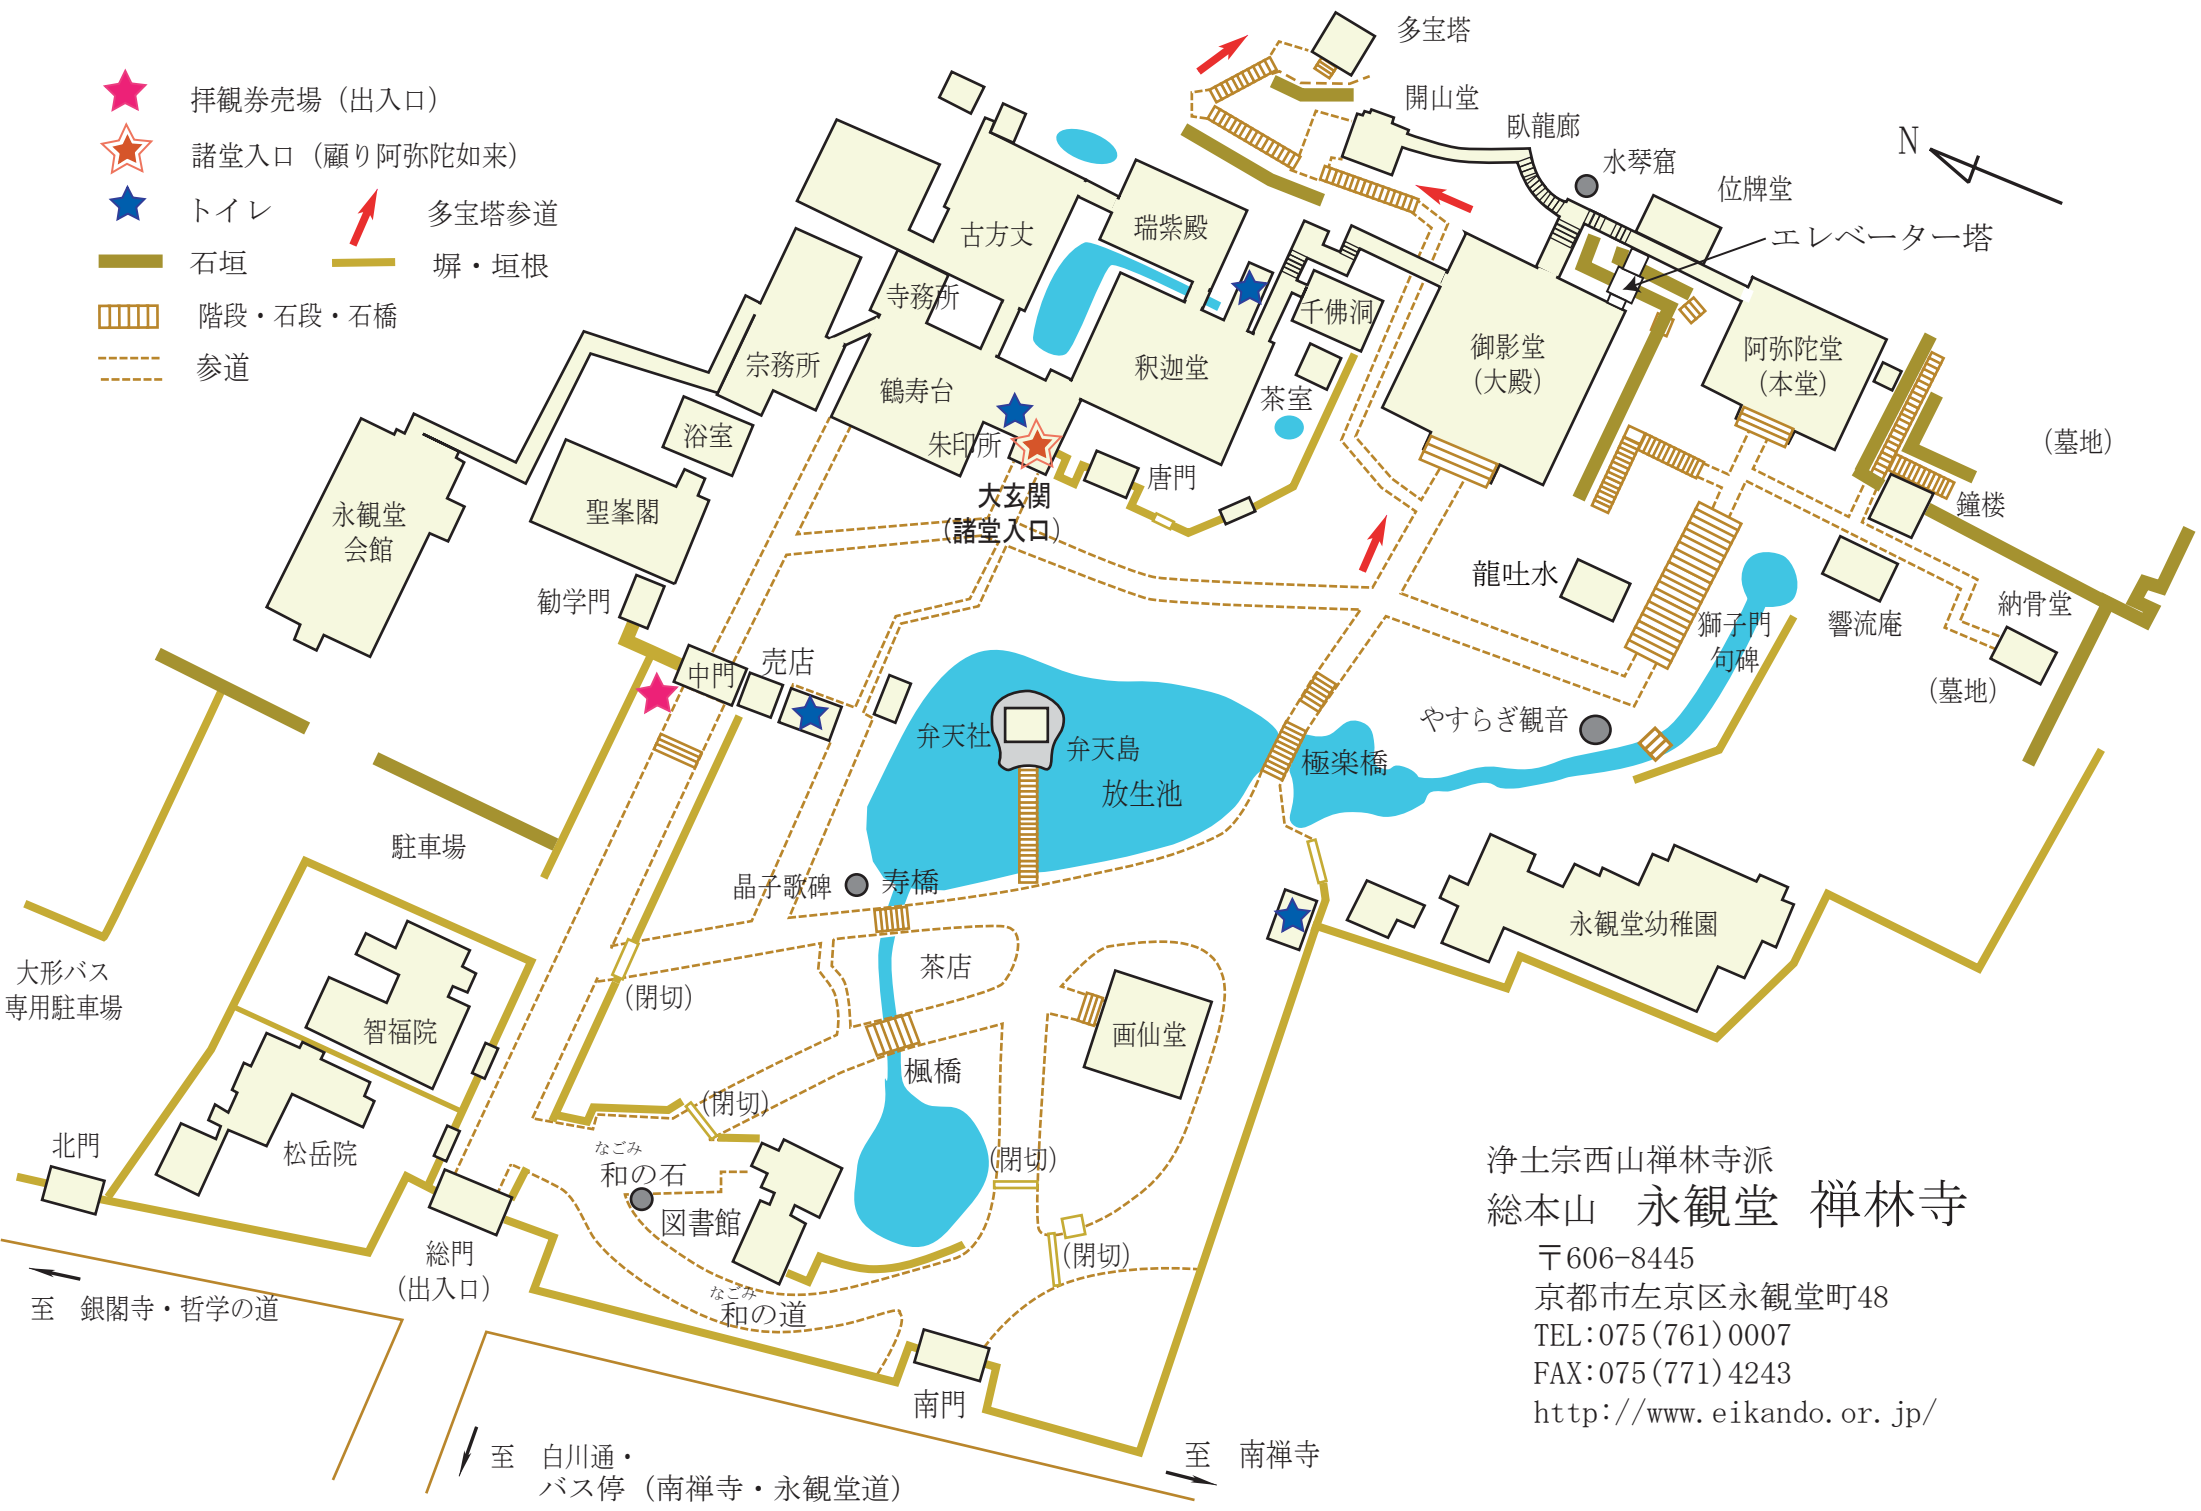 拝観券売場（出入口）
諸堂入口（顧り阿弥陀如来）
トイレ
多宝塔参道
石垣
塀・垣根
階段・石段・石橋
参道
多宝塔
開山堂
臥龍廊
水琴窟
位牌堂
エレベーター塔
N
古方丈
瑞紫殿
寺務所
千佛洞
宗務所
鶴寿台
釈迦堂
茶室
御影堂
（大殿）
阿弥陀堂
（本堂）
（墓地）
浴室
朱印所
唐門
大玄関
（諸堂入口）
永観堂
会館
聖峯閣
勧学門
鐘楼
龍吐水
獅子門
句碑
響流庵
納骨堂
（墓地）
中門
売店
弁天社
弁天島
放生池
極楽橋
やすらぎ観音
駐車場
晶子歌碑
寿橋
永観堂幼稚園
大形バス
専用駐車場
茶店
（閉切）
智福院
画仙堂
楓橋
（閉切）
北門
松岳院
なごみ
和の石
図書館
（閉切）
（閉切）
総門
（出入口）
なごみ
和の道
南門
至　銀閣寺・哲学の道
至　白川通・
バス停（南禅寺・永観堂道）
至　南禅寺
浄土宗西山禅林寺派
総本山　永観堂　禅林寺
〒606-8445
京都市左京区永観堂町48
TEL:075(761)0007
FAX:075(771)4243
http://www.eikando.or.jp/